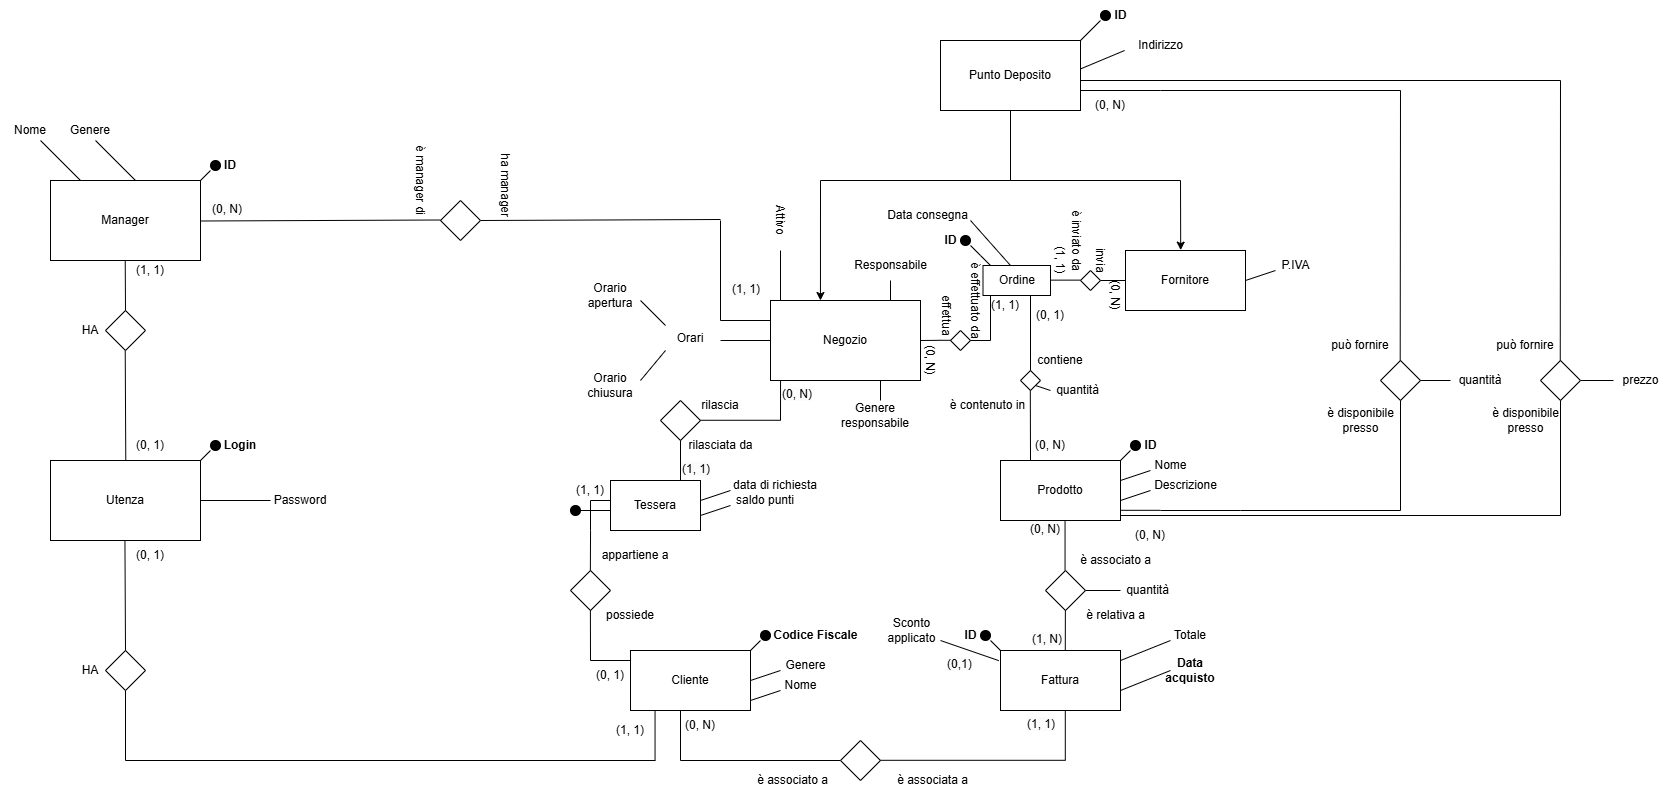 ID
Indirizzo
Punto Deposito
(0, N)
Nome
Genere
ID
Manager
(0, N)
(1, 1)
è manager di
ha manager
HA
(0, 1)
Login
Utenza
Password
(0, 1)
HA
Attivo
Responsabile
(1, 1)
Orario
apertura
Orari
Orario
chiusura
Negozio
(0, N)
Genere
responsabile
(0, N)
effettua
è effettuato da
Data consegna
ID
Ordine
(1, 1)
(0, 1)
(1, 1)
è inviato da
invia
(0, N)
Fornitore
P.IVA
contiene
quantità
è contenuto in
(0, N)
può fornire
quantità
è disponibile
presso
può fornire
prezzo
è disponibile
presso
rilascia
rilasciata da
(1, 1)
(1, 1)
Tessera
data di richiesta
saldo punti
appartiene a
possiede
(0, 1)
Codice Fiscale
Cliente
Genere
Nome
(1, 1)
(0, N)
è associato a
è associata a
ID
Prodotto
Nome
Descrizione
(0, N)
(0, N)
è associato a
quantità
è relativa a
(1, N)
Sconto
applicato
(0,1)
ID
Fattura
Totale
Data
acquisto
(1, 1)